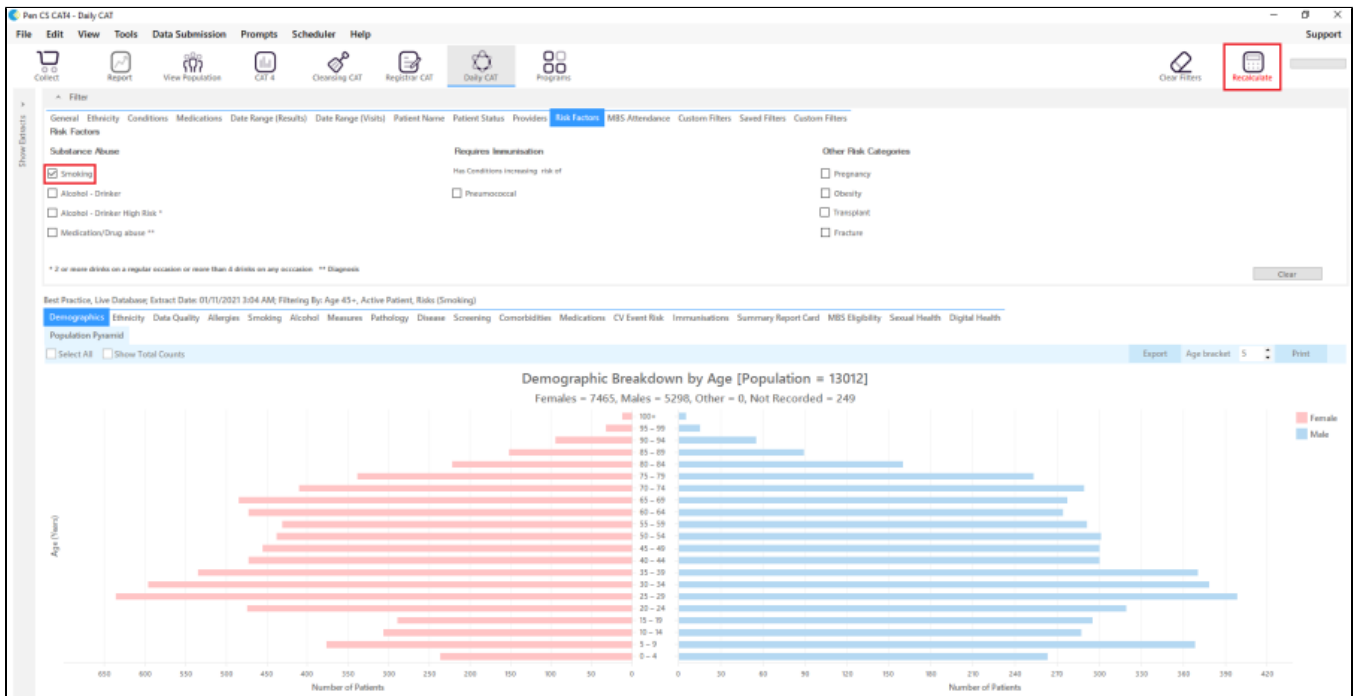 Pen CS CAT4 - Daily CAT
File Edit View Tools Data Submission Prompts Scheduler Help Support
Collect Report View Population CAT 4 Cleansing CAT Registrar CAT Daily CAT Programs Clear Filters Recalculate
Show Extracts
Filter
General Ethnicity Conditions Medications Date Range (Results) Date Range (Visits) Patient Name Patient Status Providers Risk Factors MBS Attendance Custom Filters Saved Filters Custom Filters
Risk Factors
Substance Abuse Requires Immunisation Other Risk Categories
Smoking Has Conditions increasing risk of Pregnancy
Alcohol - Drinker Pneumococcal Obesity
Alcohol - Drinker High Risk * Transplant
Medication/Drug abuse ** Fracture
* 2 or more drinks on a regular occasion or more than 4 drinks on any occcasion ** Diagnosis
Clear
Best Practice, Live Database; Extract Date: 01/11/2021 3:04 AM; Filtering By: Age 45+, Active Patient, Risks (Smoking)
Demographics Ethnicity Data Quality Allergies Smoking Alcohol Measures Pathology Disease Screening Comorbidities Medications CV Event Risk Immunisations Summary Report Card MBS Eligibility Sexual Health Digital Health
Population Pyramid
Select All Show Total Counts Export Age bracket 5 Print
Demographic Breakdown by Age [Population = 13012]
Females = 7465, Males = 5298, Other = 0, Not Recorded = 249
Female
Male
Age (Years)
100+
95 – 99
90 – 94
85 – 89
80 – 84
75 – 79
70 – 74
65 – 69
60 – 64
55 – 59
50 – 54
45 – 49
40 – 44
35 – 39
30 – 34
25 – 29
20 – 24
15 – 19
10 – 14
5 – 9
0 – 4
650 600 550 500 450 400 350 300 250 200 150 100 50 0 0 30 60 90 120 150 180 210 240 270 300 330 360 390 420
Number of Patients Number of Patients